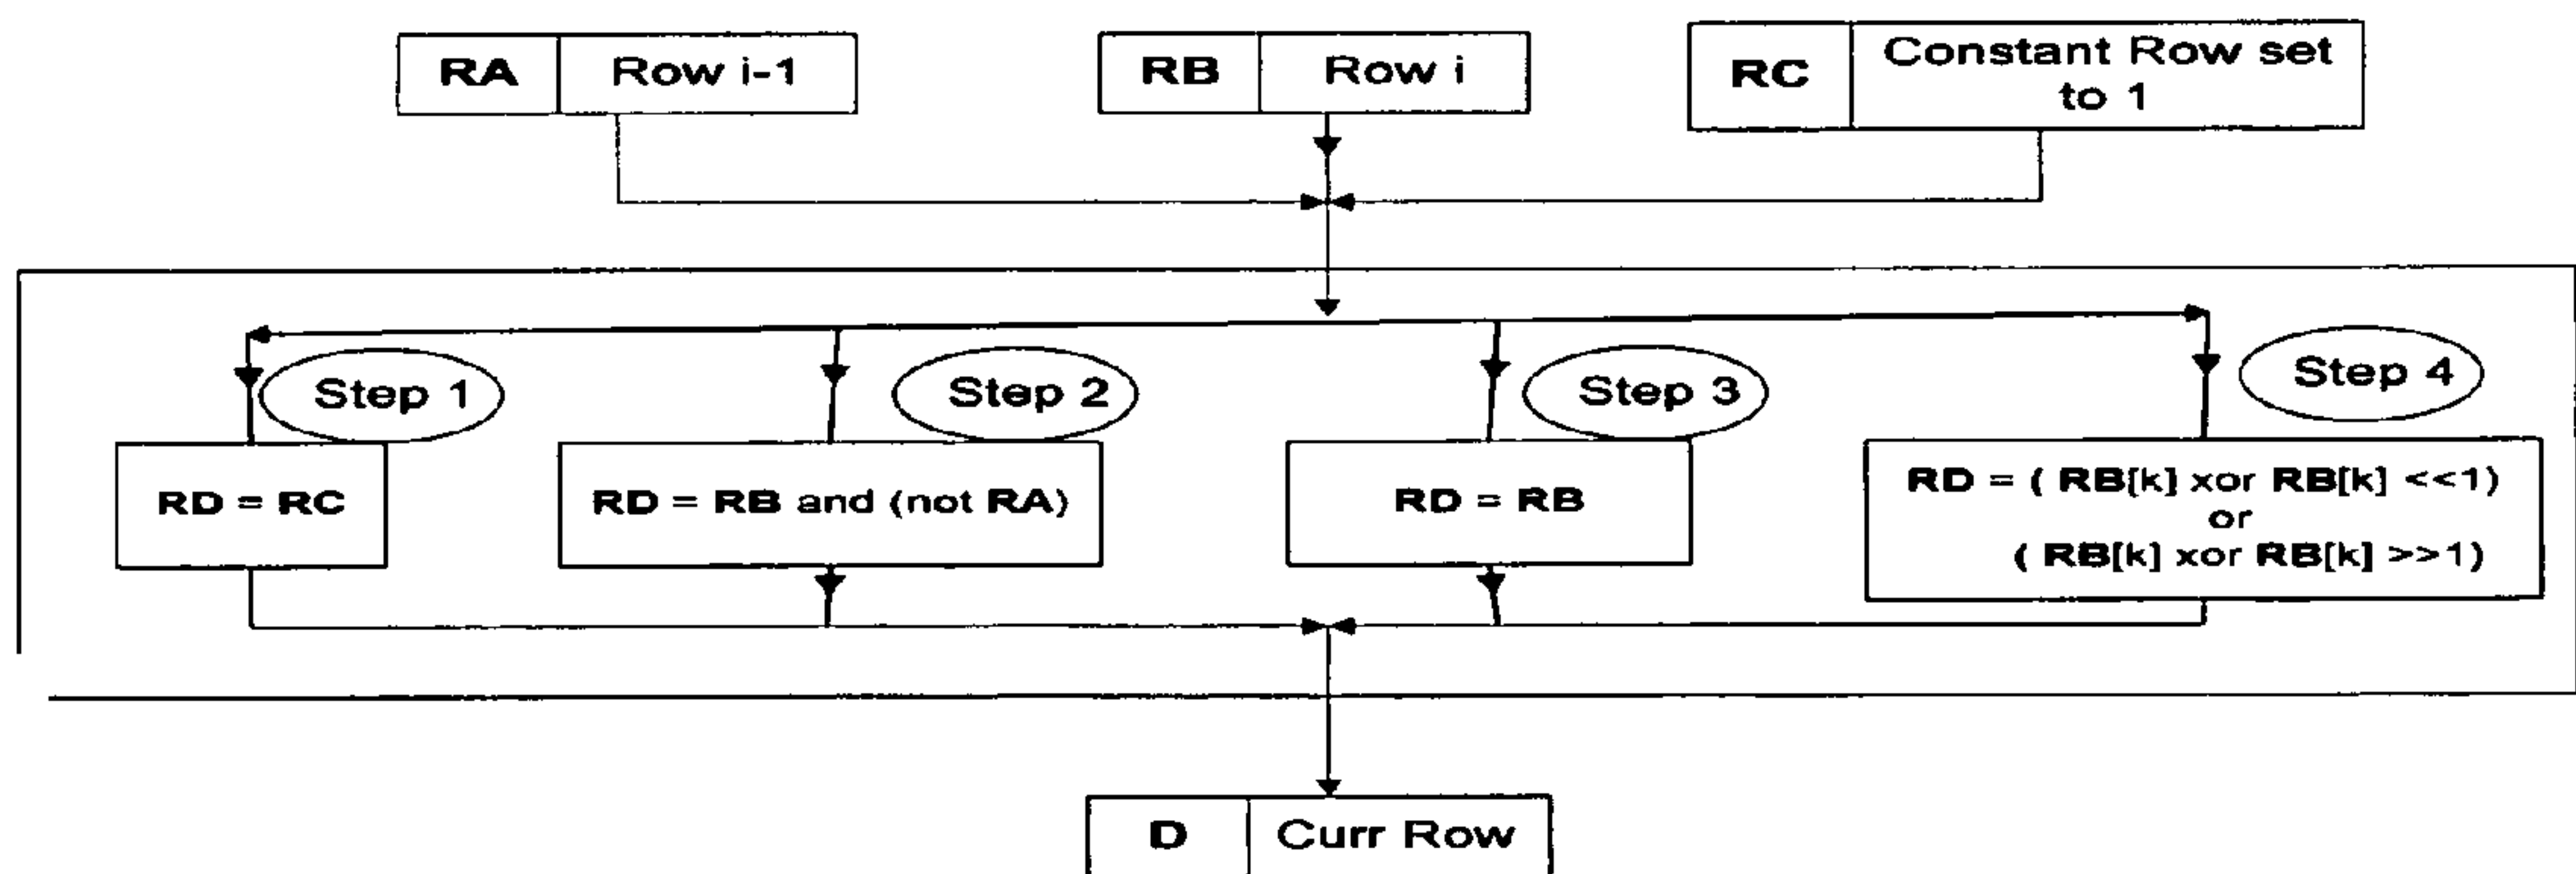 RA Row i-1
RB Row i
RC Constant Row set
to 1
Step 1
Step 2
Step 3
Step 4
RD = RC
RD = RB and (not RA)
RD = RB
RD = ( RB[k] xor RB[k] <<1)
or
( RB[k] xor RB[k] >>1)
D Curr Row